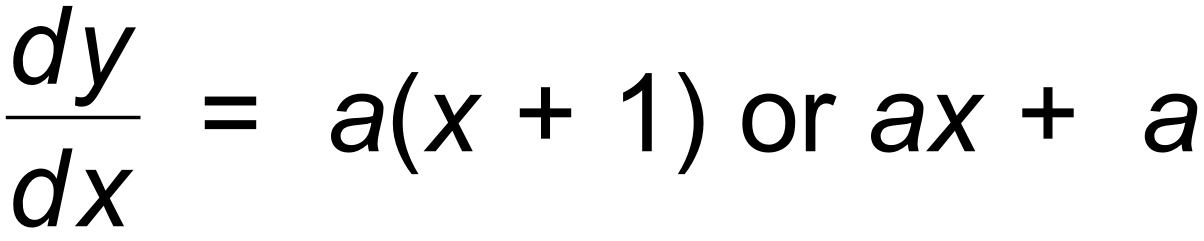 dy/dx = a(x + 1) or ax + a